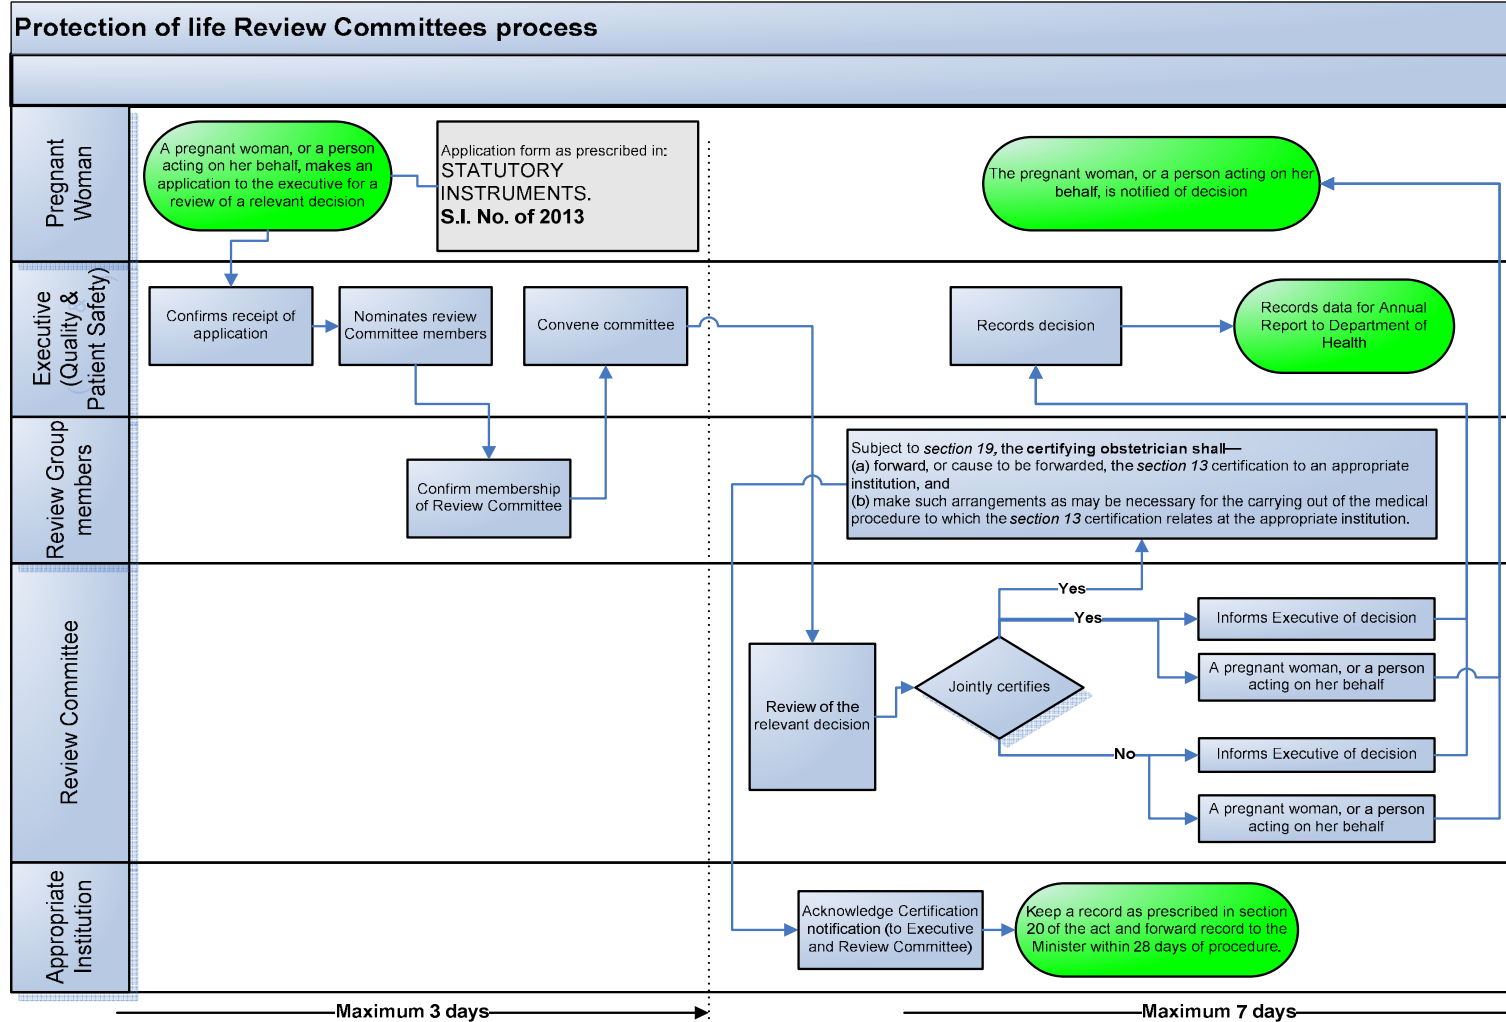 Protection of life Review Committees process
Pregnant
Woman
A pregnant woman, or a person
acting on her behalf, makes an
application to the executive for a
review of a relevant decision
Application form as prescribed in:
STATUTORY
INSTRUMENTS.
S.I. No. of 2013
The pregnant woman, or a person acting on her
behalf, is notified of decision
Executive
(Quality &
Patient Safety)
Confirms receipt of
application
Nominates review
Committee members
Convene committee
Records decision
Records data for Annual
Report to Department of
Health
Review Group
members
Confirm membership
of Review Committee
Subject to section 19, the certifying obstetrician shall—
(a) forward, or cause to be forwarded, the section 13 certification to an appropriate
institution, and
(b) make such arrangements as may be necessary for the carrying out of the medical
procedure to which the section 13 certification relates at the appropriate institution.
Review Committee
Review of the
relevant decision
Jointly certifies
Yes
Yes
No
Informs Executive of decision
A pregnant woman, or a person
acting on her behalf
Informs Executive of decision
A pregnant woman, or a person
acting on her behalf
Appropriate
Institution
Acknowledge Certification
notification (to Executive
and Review Committee)
Keep a record as prescribed in section
20 of the act and forward record to the
Minister within 28 days of procedure.
Maximum 3 days
Maximum 7 days